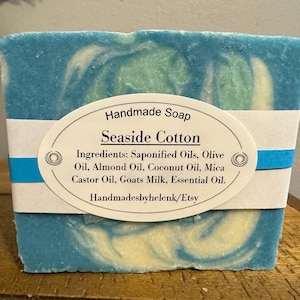 Handmade Soap
Seaside Cotton
Ingredients: Saponified Oils, Olive
Oil, Almond Oil, Coconut Oil, Mica
Castor Oil, Goats Milk, Essential Oil.
Handmadesbyhelenk/Etsy